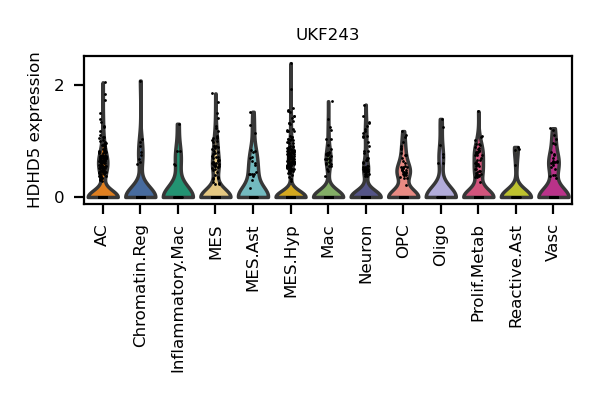 UKF243
HDHD5 expression
2
0
AC
Chromatin.Reg
Inflammatory.Mac
MES
MES.Ast
MES.Hyp
Mac
Neuron
OPC
Oligo
Prolif.Metab
Reactive.Ast
Vasc